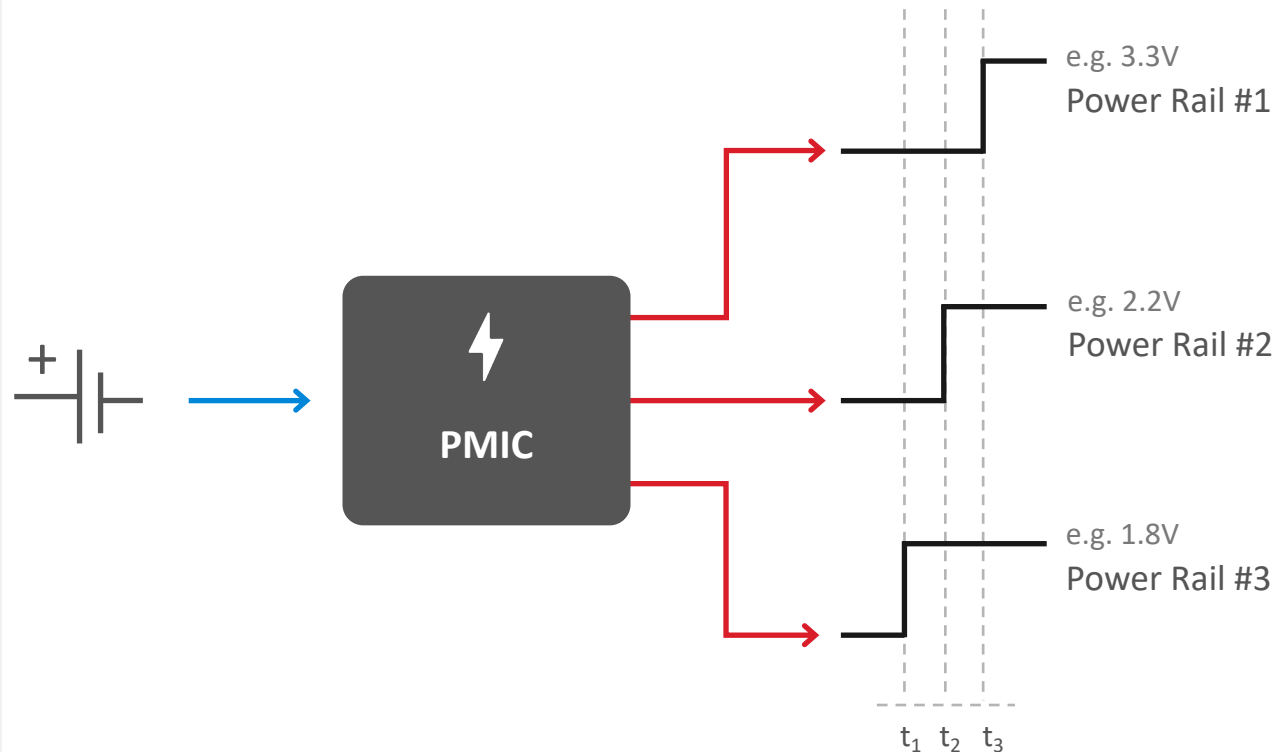 e.g. 3.3V
Power Rail #1
+
e.g. 2.2V
Power Rail #2
PMIC
e.g. 1.8V
Power Rail #3
t₁ t₂ t₃